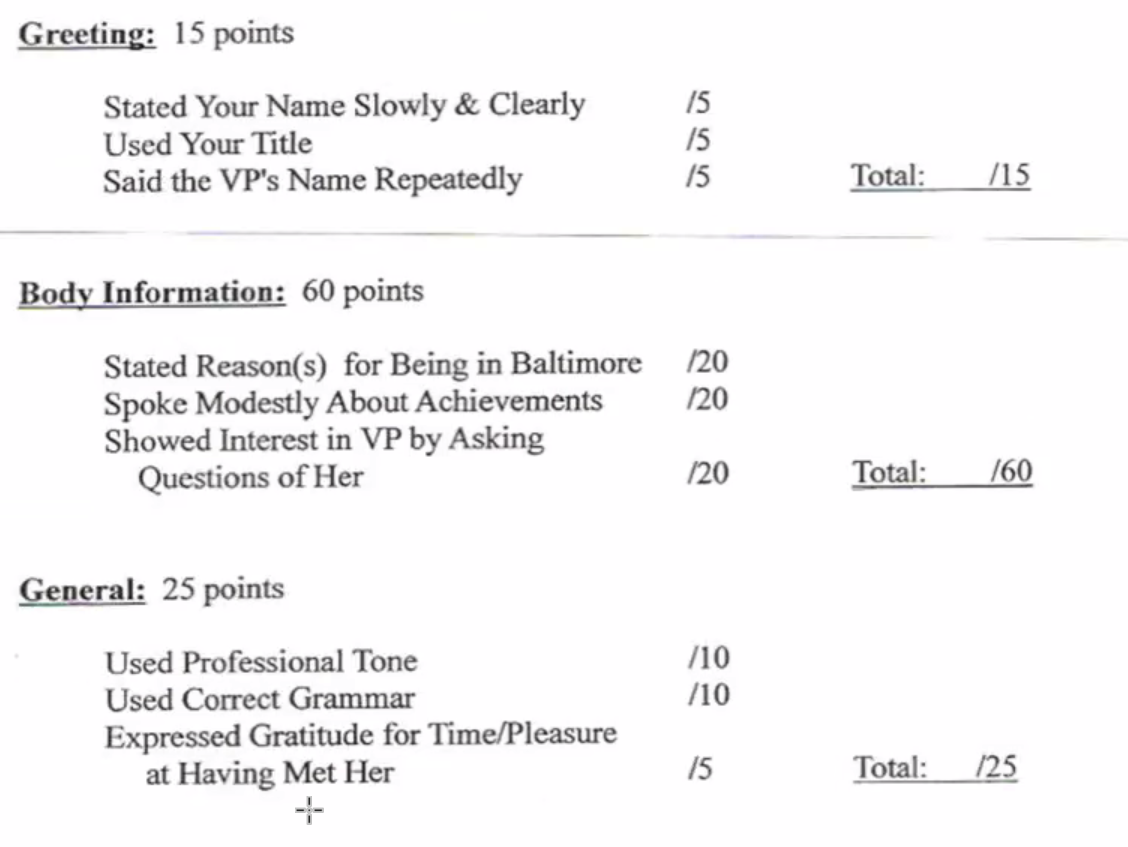 Greeting: 15 points
Stated Your Name Slowly & Clearly /5
Used Your Title /5
Said the VP's Name Repeatedly /5 Total: /15
Body Information: 60 points
Stated Reason(s) for Being in Baltimore /20
Spoke Modestly About Achievements /20
Showed Interest in VP by Asking
Questions of Her /20 Total: /60
General: 25 points
Used Professional Tone /10
Used Correct Grammar /10
Expressed Gratitude for Time/Pleasure
at Having Met Her /5 Total: /25